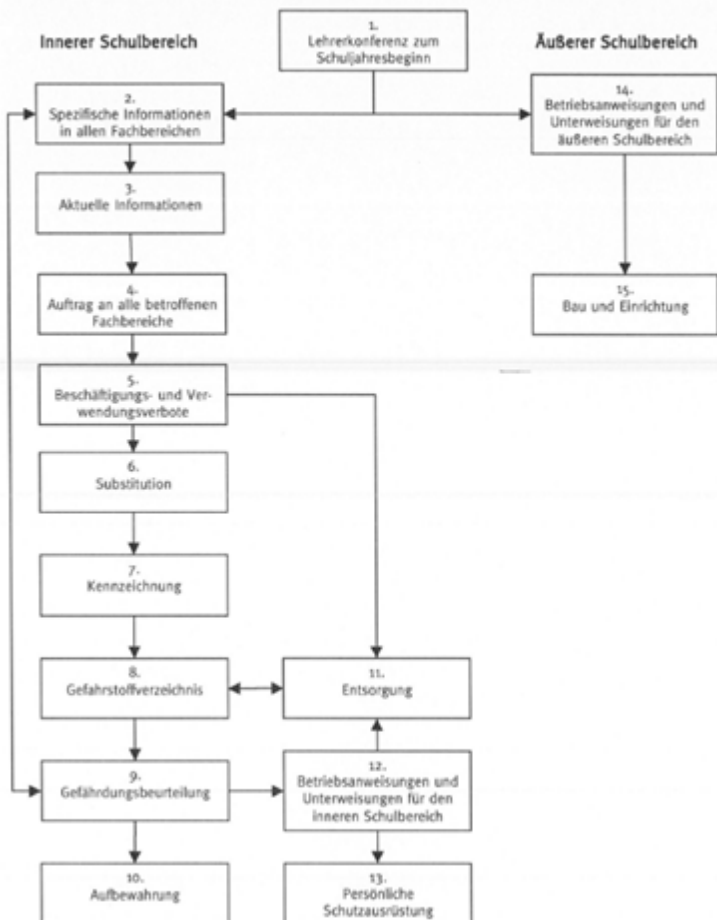 Innerer Schulbereich
1.
Lehrerkonferenz zum
Schuljahresbeginn
Äußerer Schulbereich
2.
Spezifische Informationen
in allen Fachbereichen
14.
Betriebsanweisungen und
Unterweisungen für den
äußeren Schulbereich
3.
Aktuelle Informationen
4.
Auftrag an alle betroffenen
Fachbereiche
15.
Bau und Einrichtung
5.
Beschäftigungs- und Ver-
wendungsverbote
6.
Substitution
7.
Kennzeichnung
8.
Gefahrstoffverzeichnis
11.
Entsorgung
9.
Gefährdungsbeurteilung
12.
Betriebsanweisungen und
Unterweisungen für den
inneren Schulbereich
10.
Aufbewahrung
13.
Persönliche
Schutzausrüstung